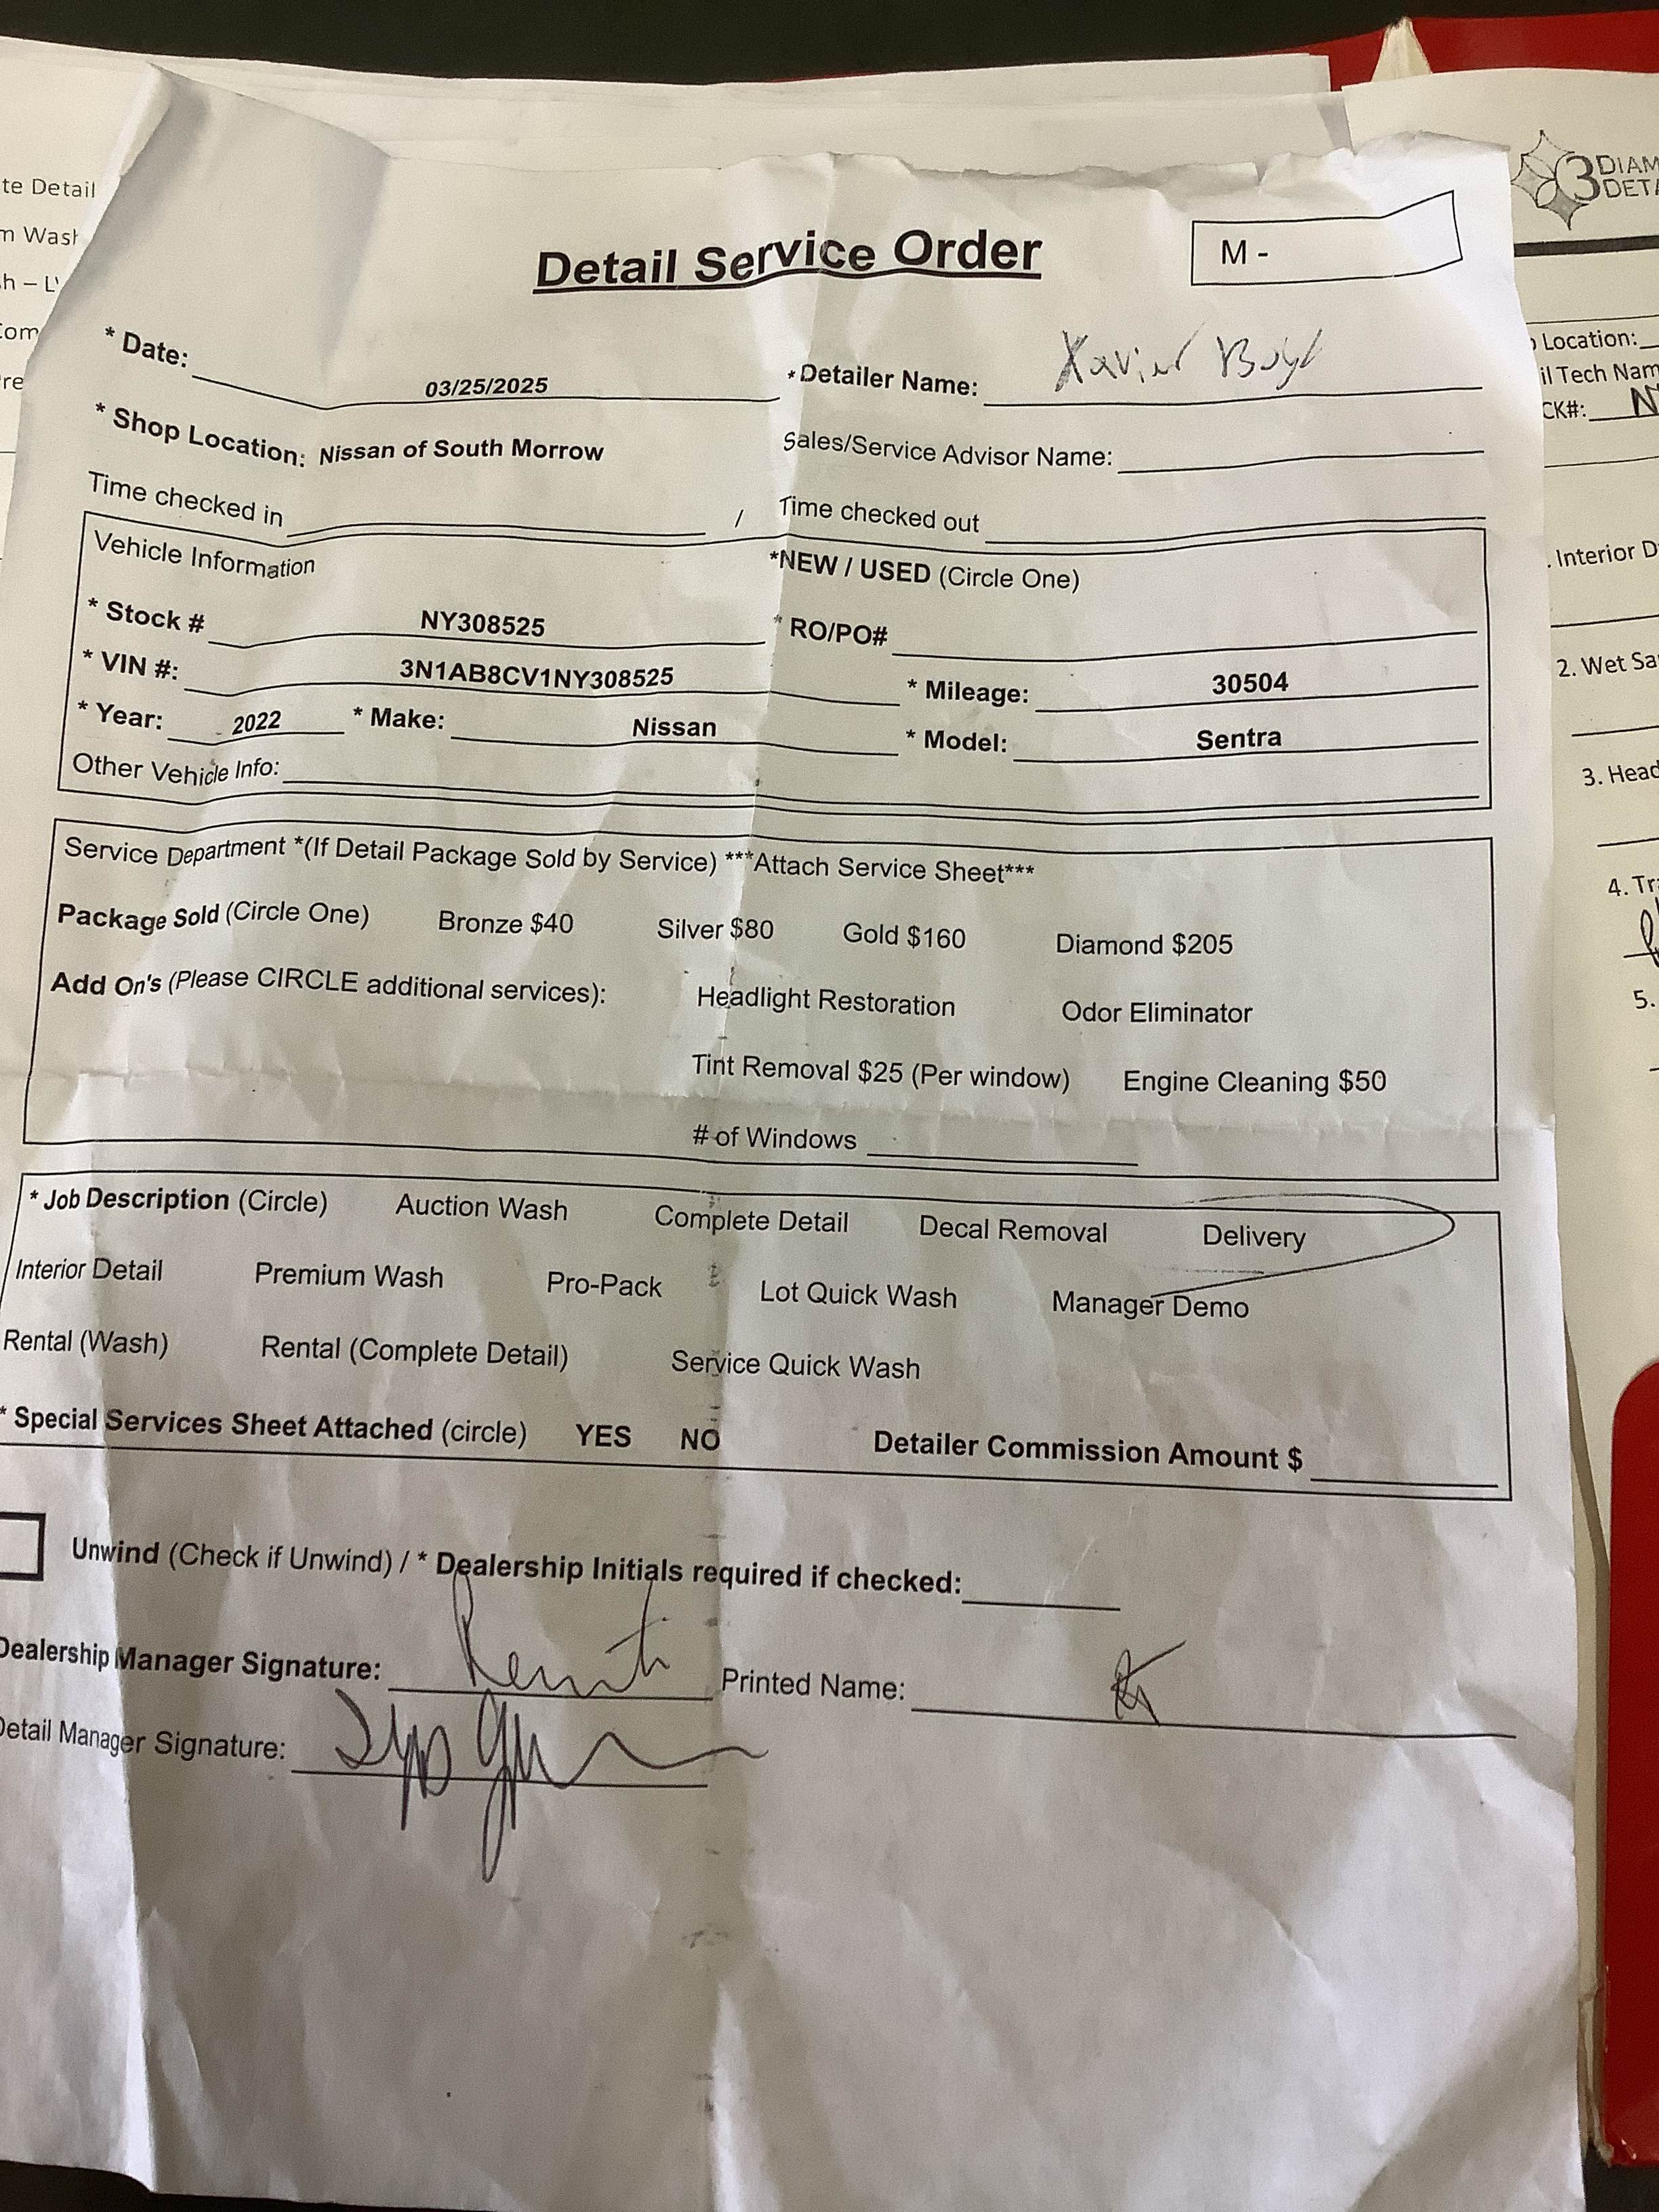 Detail Service Order
M -
* Date: 03/25/2025 * Detailer Name: Xavier Boyd
* Shop Location: Nissan of South Morrow Sales/Service Advisor Name:
Time checked in / Time checked out
Vehicle Information *NEW / USED (Circle One)
* Stock # NY308525 * RO/PO#
* VIN #: 3N1AB8CV1NY308525 * Mileage: 30504
* Year: 2022 * Make: Nissan * Model: Sentra
Other Vehicle Info:
Service Department *(If Detail Package Sold by Service) ***Attach Service Sheet***
Package Sold (Circle One) Bronze $40 Silver $80 Gold $160 Diamond $205
Add On's (Please CIRCLE additional services): Headlight Restoration Odor Eliminator
Tint Removal $25 (Per window) Engine Cleaning $50
# of Windows
* Job Description (Circle) Auction Wash Complete Detail Decal Removal Delivery
Interior Detail Premium Wash Pro-Pack Lot Quick Wash Manager Demo
Rental (Wash) Rental (Complete Detail) Service Quick Wash
* Special Services Sheet Attached (circle) YES NO Detailer Commission Amount $
Unwind (Check if Unwind) / * Dealership Initials required if checked:
Dealership Manager Signature: Printed Name:
Detail Manager Signature:
te Detail
m Wash
3 DIAM
DETA
Location:
il Tech Nam
CK#: N
. Interior D
2. Wet Sa
3. Head
4. Tr
5.